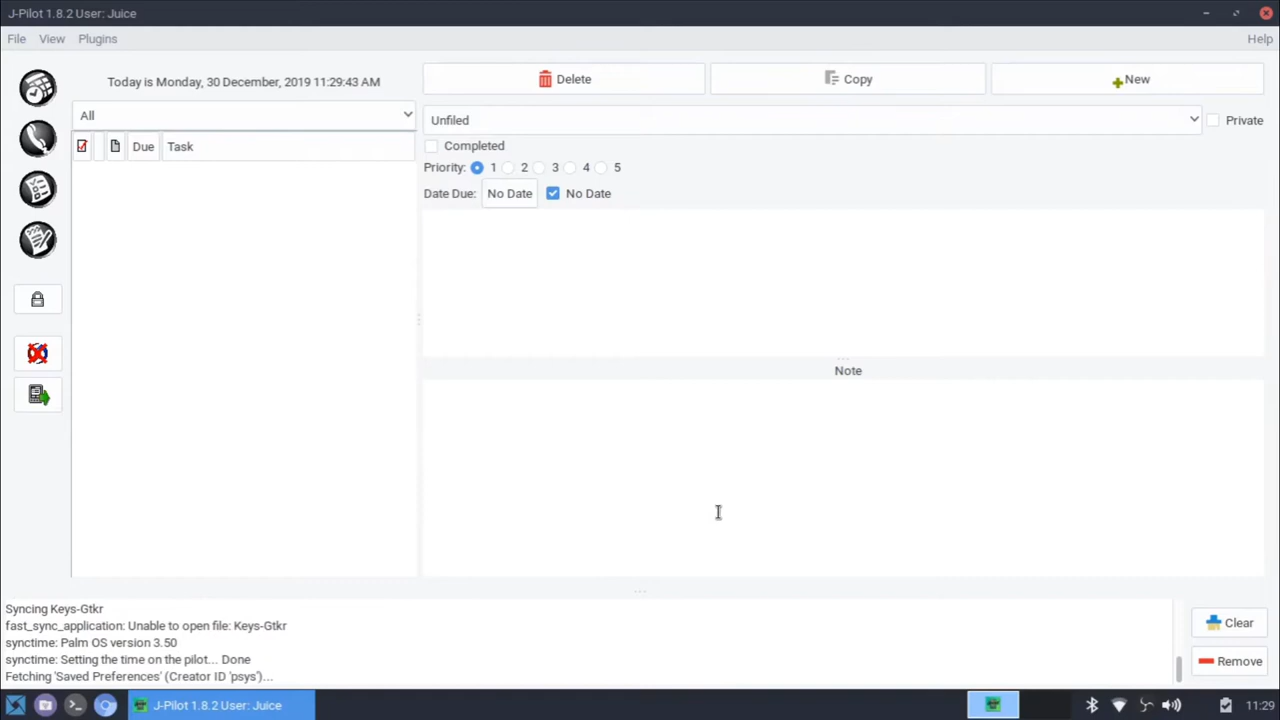 J-Pilot 1.8.2 User: Juice
File View Plugins Help
Today is Monday, 30 December, 2019 11:29:43 AM
Delete
Copy
New
All
Unfiled
Private
Due Task
Completed
Priority: 1 2 3 4 5
Date Due: No Date No Date
Note
Syncing Keys-Gtkr
fast_sync_application: Unable to open file: Keys-Gtkr
synctime: Palm OS version 3.50
synctime: Setting the time on the pilot... Done
Fetching 'Saved Preferences' (Creator ID 'psys')...
Clear
Remove
J-Pilot 1.8.2 User: Juice
11:29